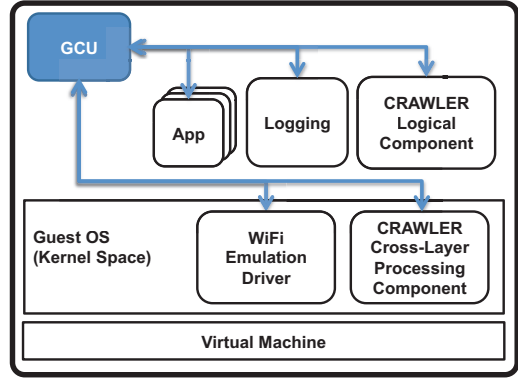 GCU
App
Logging
CRAWLER
Logical
Component
Guest OS
(Kernel Space)
WiFi
Emulation
Driver
CRAWLER
Cross-Layer
Processing
Component
Virtual Machine